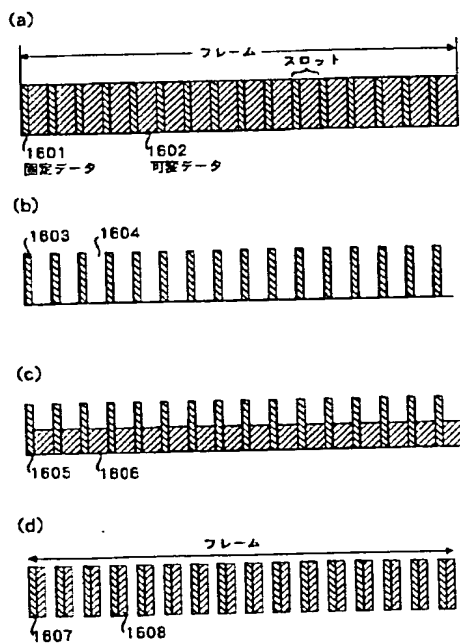 (a)
フレーム
スロット
1601
固定データ
1602
可変データ
(b)
1603
1604
(c)
1605
1606
(d)
フレーム
1607
1608